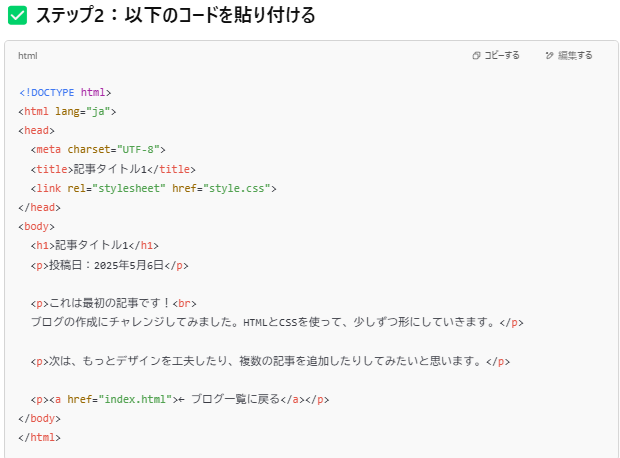 ✅ ステップ2:以下のコードを貼り付ける
html コピーする 編集する
<!DOCTYPE html>
<html lang="ja">
<head>
  <meta charset="UTF-8">
  <title>記事タイトル1</title>
  <link rel="stylesheet" href="style.css">
</head>
<body>
  <h1>記事タイトル1</h1>
  <p>投稿日:2025年5月6日</p>
  <p>これは最初の記事です!<br>
  ブログの作成にチャレンジしてみました。HTMLとCSSを使って、少しずつ形にしていきます。</p>
  <p>次は、もっとデザインを工夫したり、複数の記事を追加したりしてみたいと思います。</p>
  <p><a href="index.html">← ブログ一覧に戻る</a></p>
</body>
</html>